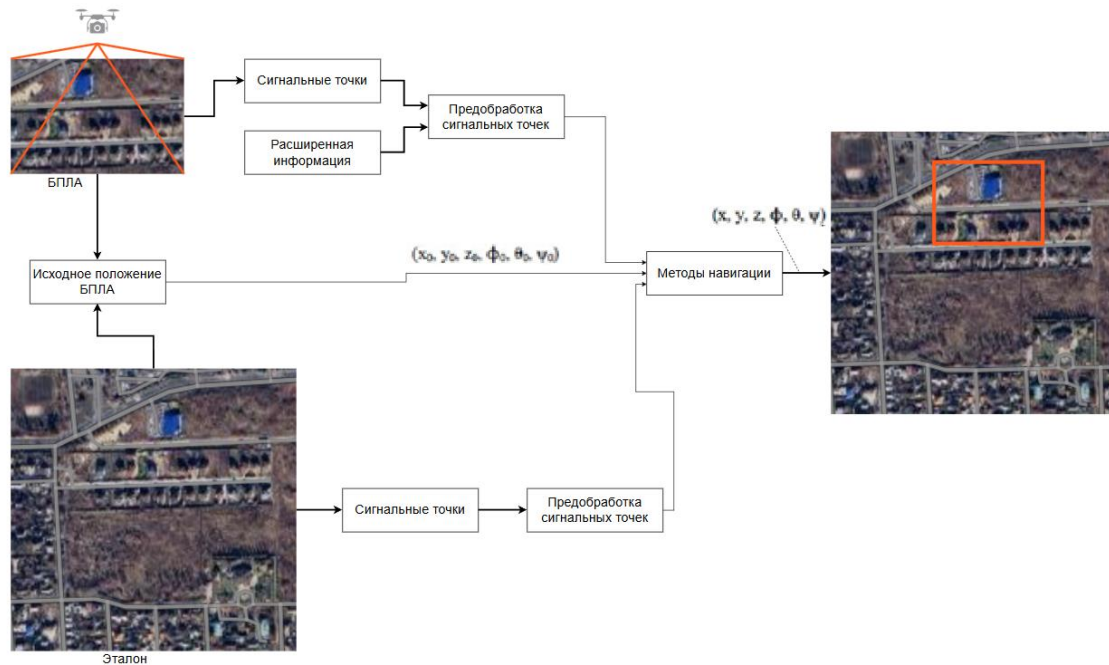 Сигнальные точки
Предобработка
сигнальных точек
Расширенная
информация
БПЛА
(x, y, z, ϕ, θ, ψ)
(x₀, y₀, z₀, ϕ₀, θ₀, ψ₀)
Исходное положение
БПЛА
Методы навигации
Сигнальные точки
Предобработка
сигнальных точек
Эталон